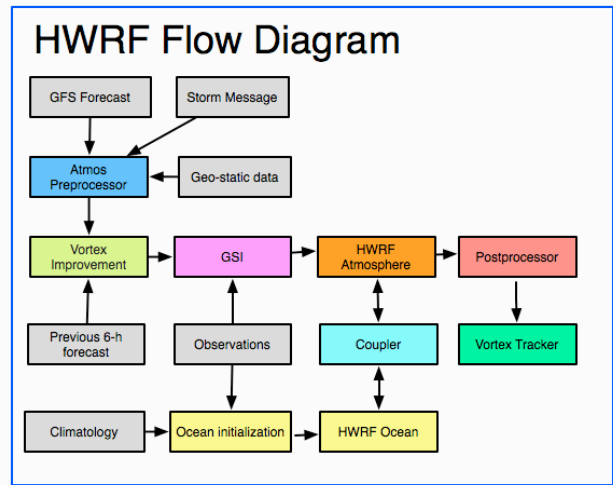 HWRF Flow Diagram
GFS Forecast
Storm Message
Atmos
Preprocessor
Geo-static data
Vortex
Improvement
GSI
HWRF
Atmosphere
Postprocessor
Previous 6-h
forecast
Observations
Coupler
Vortex Tracker
Climatology
Ocean initialization
HWRF Ocean